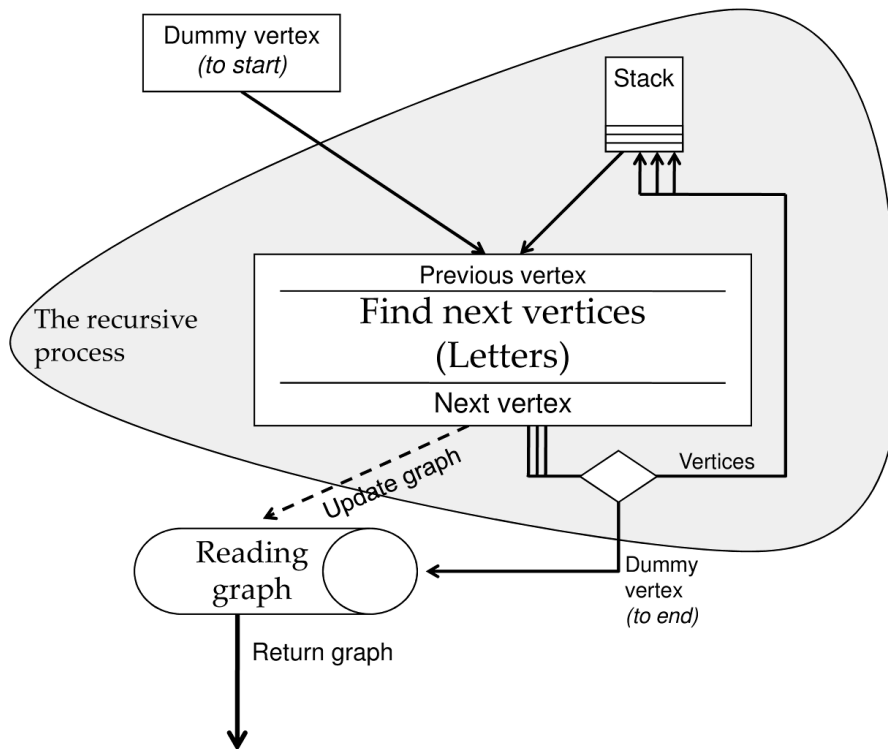 Dummy vertex
(to start)
Stack
Previous vertex
The recursive
process
Find next vertices
(Letters)
Next vertex
Vertices
Update graph
Reading
graph
Dummy
vertex
(to end)
Return graph